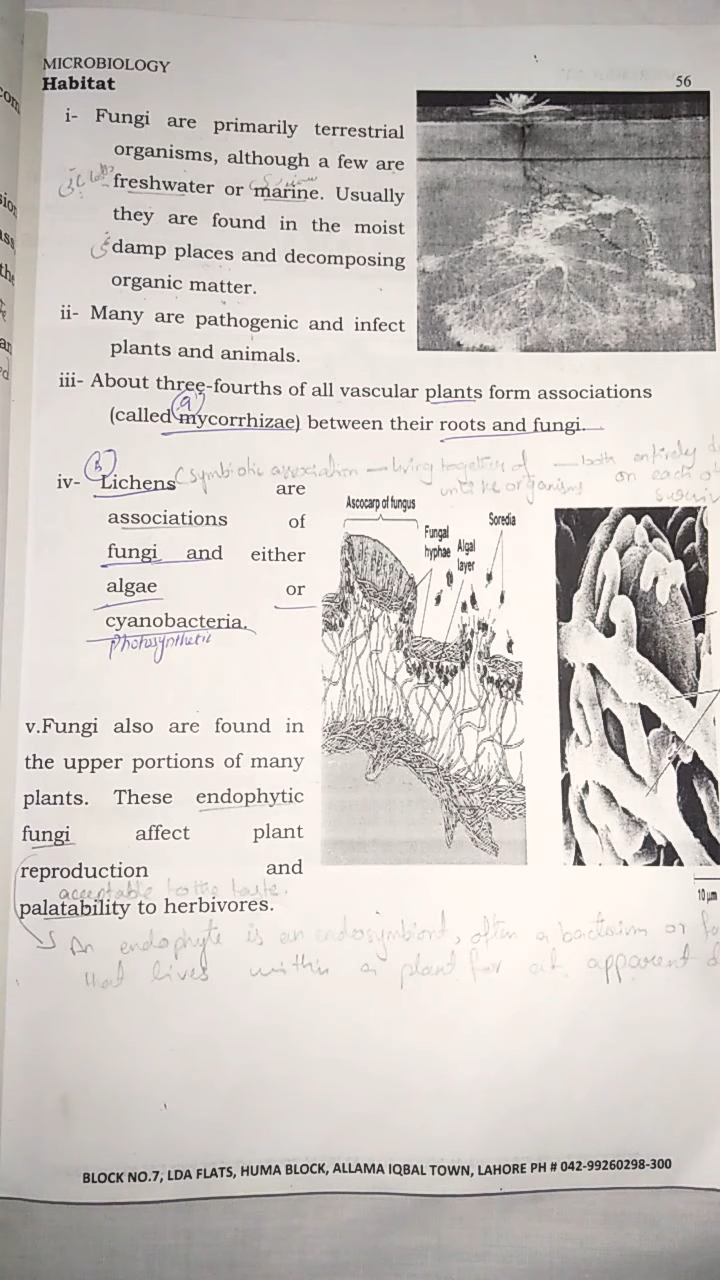 MICROBIOLOGY
56
Habitat
i- Fungi are primarily terrestrial
organisms, although a few are
freshwater or marine. Usually
they are found in the moist
damp places and decomposing
organic matter.
ii- Many are pathogenic and infect
plants and animals.
iii- About three-fourths of all vascular plants form associations
a
(called mycorrhizae) between their roots and fungi.
B
(symbiotic association — living together of — both entirely
unlike organisms on each
iv- Lichens are
associations of
fungi and either
algae or
cyanobacteria.
Photosynthetic
Ascocarp of fungus
Fungal
hyphae
Algal
layer
Soredia
v.Fungi also are found in
the upper portions of many
plants. These endophytic
fungi affect plant
reproduction and
acceptable to the taste.
palatability to herbivores.
10 µm
An endophyte is an endosymbiont, often a bacterium or
that lives within a plant for at apparent
BLOCK NO.7, LDA FLATS, HUMA BLOCK, ALLAMA IQBAL TOWN, LAHORE PH # 042-99260298-300